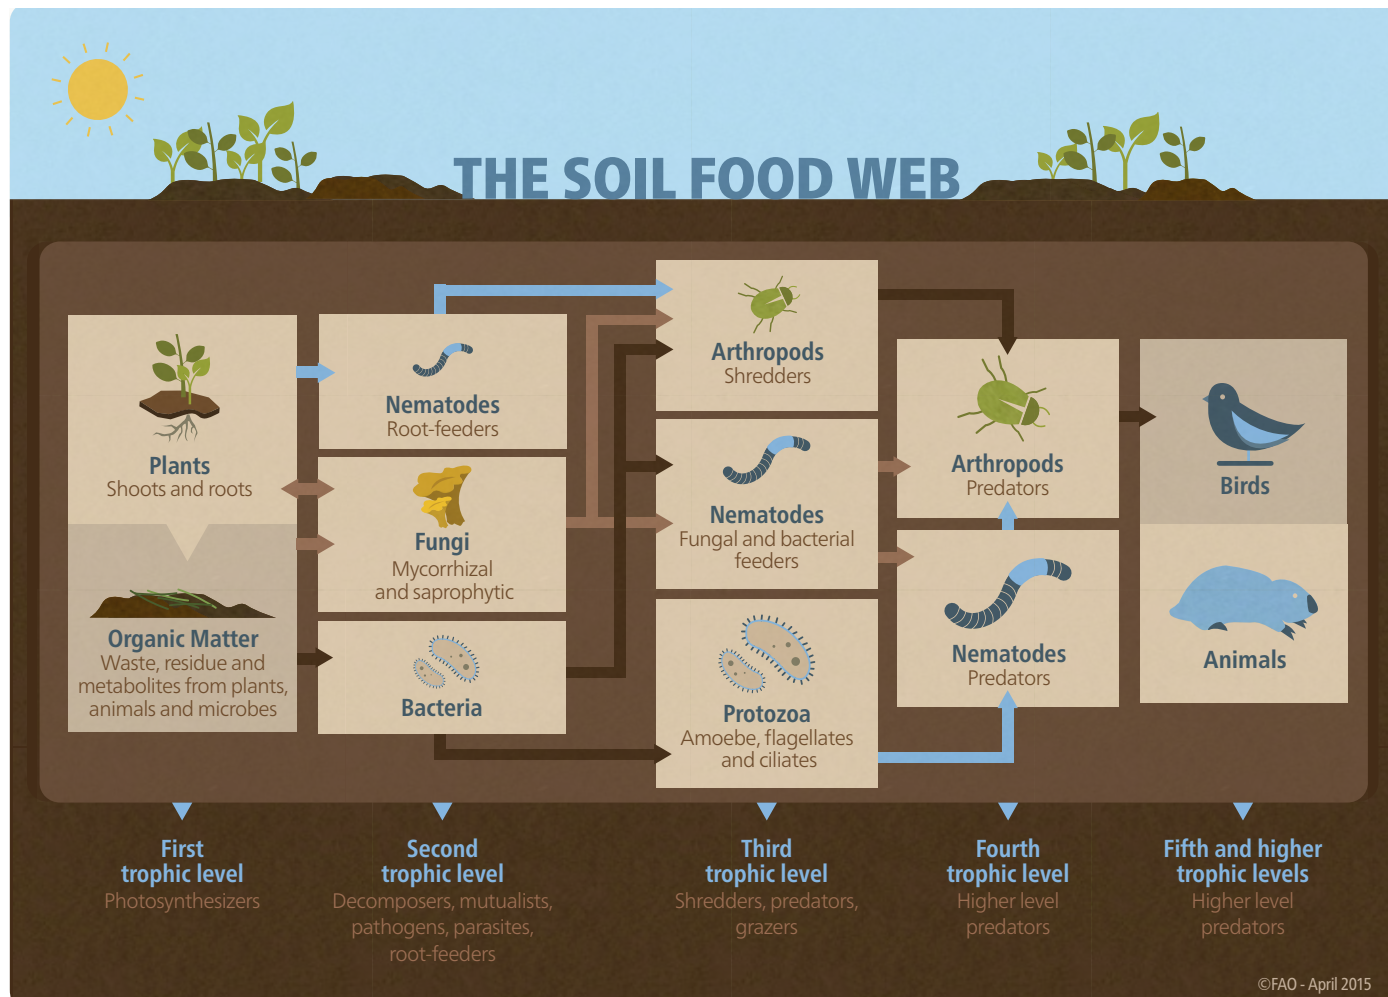 THE SOIL FOOD WEB
Plants
Shoots and roots
Organic Matter
Waste, residue and
metabolites from plants,
animals and microbes
Nematodes
Root-feeders
Fungi
Mycorrhizal
and saprophytic
Bacteria
Arthropods
Shredders
Nematodes
Fungal and bacterial
feeders
Protozoa
Amoebe, flagellates
and ciliates
Arthropods
Predators
Nematodes
Predators
Birds
Animals
First
trophic level
Photosynthesizers
Second
trophic level
Decomposers, mutualists,
pathogens, parasites,
root-feeders
Third
trophic level
Shredders, predators,
grazers
Fourth
trophic level
Higher level
predators
Fifth and higher
trophic levels
Higher level
predators
©FAO - April 2015